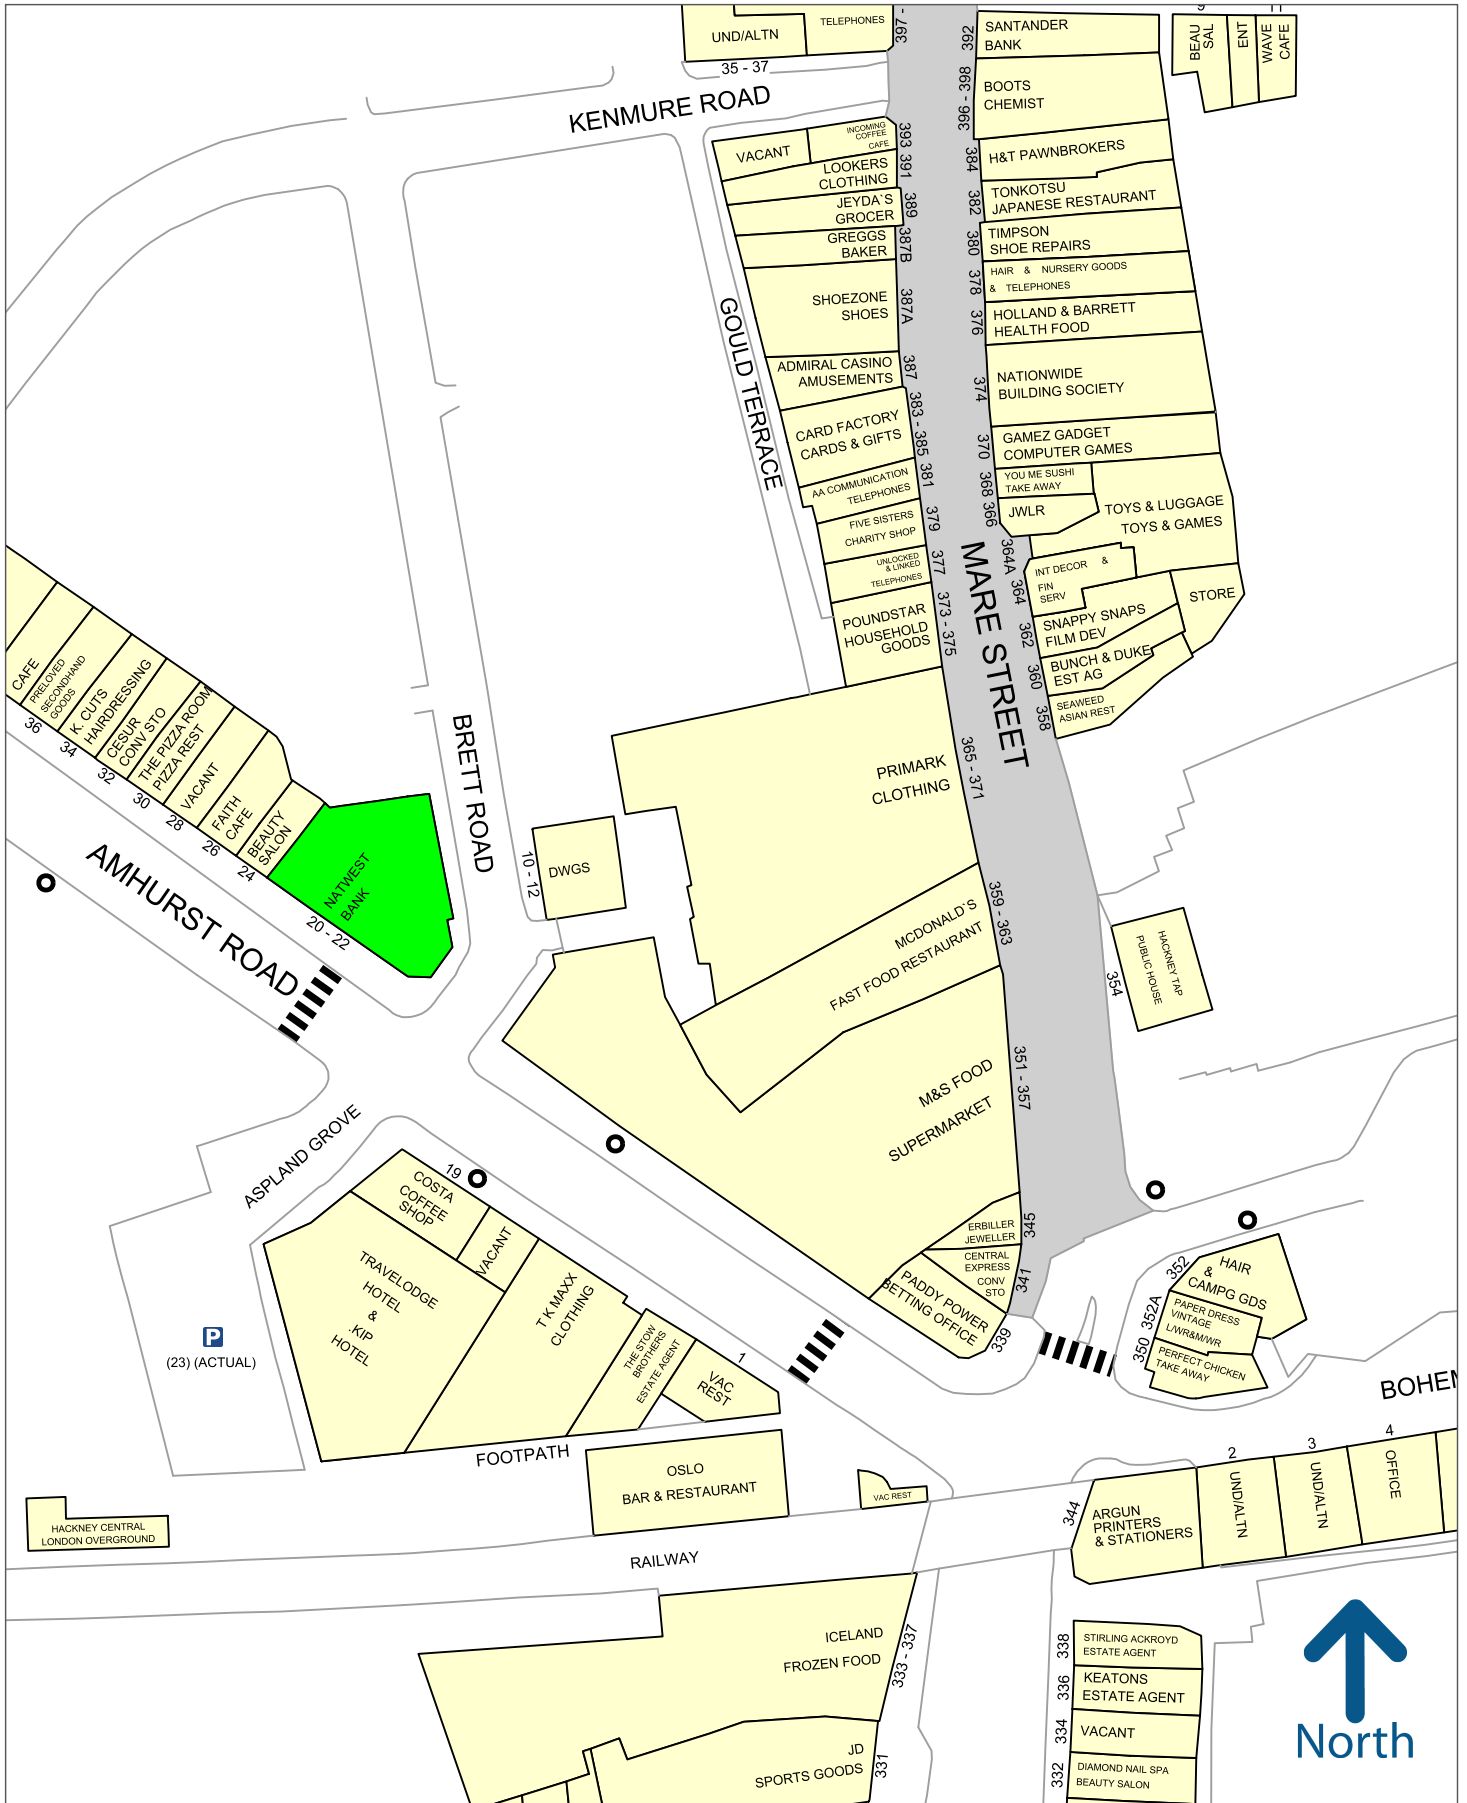 UND/ALTN
TELEPHONES
397 -
35 - 37
KENMURE ROAD
392
SANTANDER
BANK
BEAU
SAL
ENT
WAVE
CAFE
9
11
396 - 398
BOOTS
CHEMIST
VACANT
INCOMING
COFFEE
CAFE
393
LOOKERS
CLOTHING
391
JEYDA`S
GROCER
389
GREGGS
BAKER
387B
SHOEZONE
SHOES
387A
ADMIRAL CASINO
AMUSEMENTS
387
CARD FACTORY
CARDS & GIFTS
383 - 385
AA COMMUNICATION
TELEPHONES
381
FIVE SISTERS
CHARITY SHOP
379
UNLOCKED
& LINKED
TELEPHONES
377
POUNDSTAR
HOUSEHOLD
GOODS
373 - 375
GOULD TERRACE
384
H&T PAWNBROKERS
382
TONKOTSU
JAPANESE RESTAURANT
380
TIMPSON
SHOE REPAIRS
378
HAIR & NURSERY GOODS
& TELEPHONES
376
HOLLAND & BARRETT
HEALTH FOOD
374
NATIONWIDE
BUILDING SOCIETY
370
GAMEZ GADGET
COMPUTER GAMES
368
YOU ME SUSHI
TAKE AWAY
366
JWLR
TOYS & LUGGAGE
TOYS & GAMES
364A
364
INT DECOR &
FIN
SERV
362
SNAPPY SNAPS
FILM DEV
STORE
360
BUNCH & DUKE
EST AG
358
SEAWEED
ASIAN REST
MARE STREET
CAFE
PRELOVED
SECONDHAND
GOODS
K. CUTS
HAIRDRESSING
CESUR
CONV STO
THE PIZZA ROOM
PIZZA REST
VACANT
FAITH
CAFE
BEAUTY
SALON
NATWEST
BANK
36
34
32
30
28
26
24
20 - 22
AMHURST ROAD
BRETT ROAD
10 - 12
DWGS
PRIMARK
CLOTHING
365 - 371
MCDONALD`S
FAST FOOD RESTAURANT
359 - 363
M&S FOOD
SUPERMARKET
351 - 357
354
HACKNEY TAP
PUBLIC HOUSE
ERBILLER
JEWELLER
345
CENTRAL
EXPRESS
CONV
STO
341
PADDY POWER
BETTING OFFICE
339
352
HAIR
&
CAMPG GDS
352A
PAPER DRESS
VINTAGE
L/WR&M/WR
350
PERFECT CHICKEN
TAKE AWAY
ASPLAND GROVE
19
COSTA
COFFEE
SHOP
VACANT
TRAVELODGE
HOTEL
&
.KIP
HOTEL
T K MAXX
CLOTHING
THE STOW
BROTHERS
ESTATE AGENT
1
VAC
REST
P
(23) (ACTUAL)
FOOTPATH
OSLO
BAR & RESTAURANT
VAC REST
HACKNEY CENTRAL
LONDON OVERGROUND
RAILWAY
BOHEM
344
ARGUN
PRINTERS
& STATIONERS
2
UND/ALTN
3
UND/ALTN
4
OFFICE
ICELAND
FROZEN FOOD
333 - 337
JD
SPORTS GOODS
331
338
STIRLING ACKROYD
ESTATE AGENT
336
KEATONS
ESTATE AGENT
334
VACANT
332
DIAMOND NAIL SPA
BEAUTY SALON
North